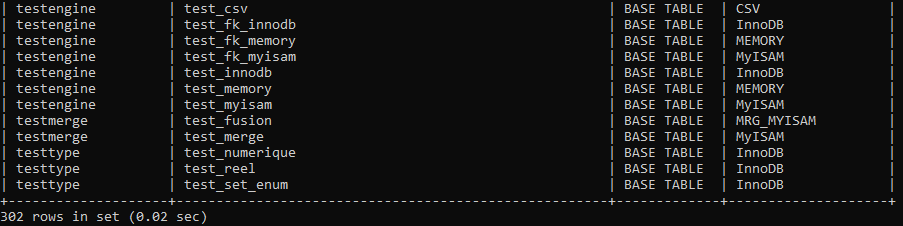 | testengine         | test_csv                                             | BASE TABLE  | CSV                |
| testengine         | test_fk_innodb                                       | BASE TABLE  | InnoDB             |
| testengine         | test_fk_memory                                       | BASE TABLE  | MEMORY             |
| testengine         | test_fk_myisam                                       | BASE TABLE  | MyISAM             |
| testengine         | test_innodb                                          | BASE TABLE  | InnoDB             |
| testengine         | test_memory                                          | BASE TABLE  | MEMORY             |
| testengine         | test_myisam                                          | BASE TABLE  | MyISAM             |
| testmerge          | test_fusion                                          | BASE TABLE  | MRG_MYISAM         |
| testmerge          | test_merge                                           | BASE TABLE  | MyISAM             |
| testtype           | test_numerique                                       | BASE TABLE  | InnoDB             |
| testtype           | test_reel                                            | BASE TABLE  | InnoDB             |
| testtype           | test_set_enum                                        | BASE TABLE  | InnoDB             |
+--------------------+------------------------------------------------------+-------------+--------------------+
302 rows in set (0.02 sec)